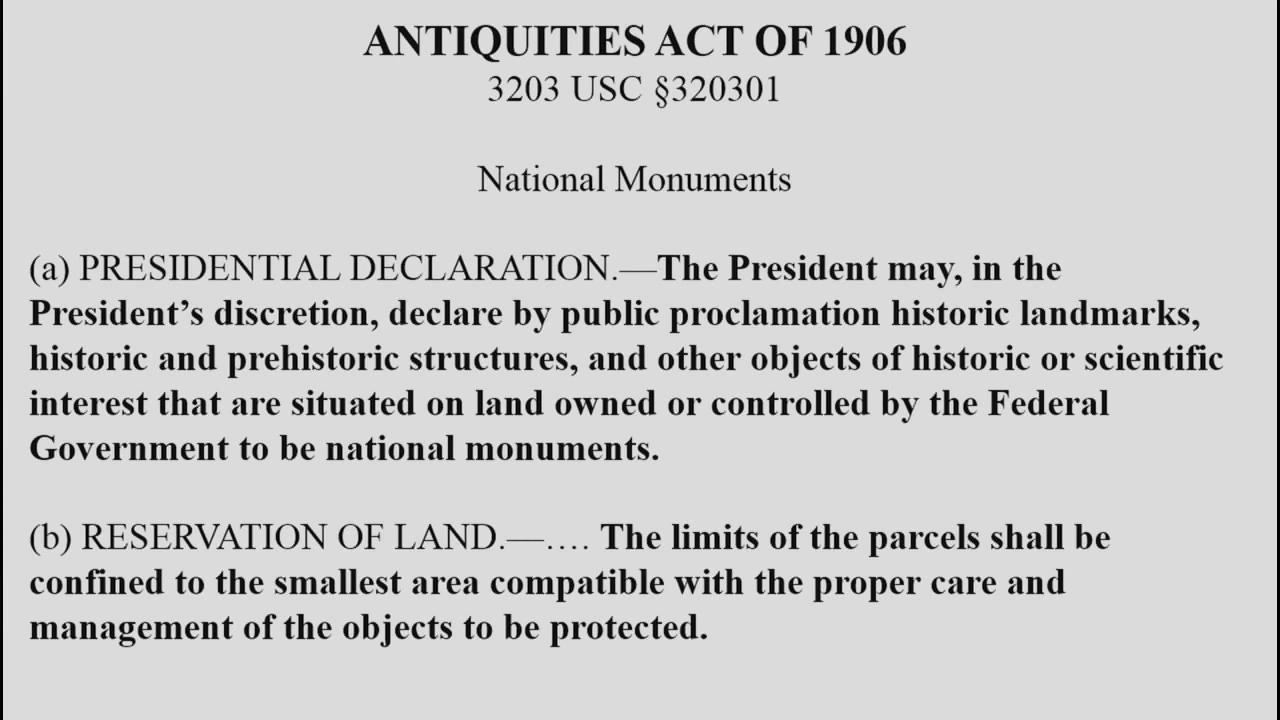 ANTIQUITIES ACT OF 1906
3203 USC §320301
National Monuments
(a) PRESIDENTIAL DECLARATION.—The President may, in the
President’s discretion, declare by public proclamation historic landmarks,
historic and prehistoric structures, and other objects of historic or scientific
interest that are situated on land owned or controlled by the Federal
Government to be national monuments.
(b) RESERVATION OF LAND.—…. The limits of the parcels shall be
confined to the smallest area compatible with the proper care and
management of the objects to be protected.